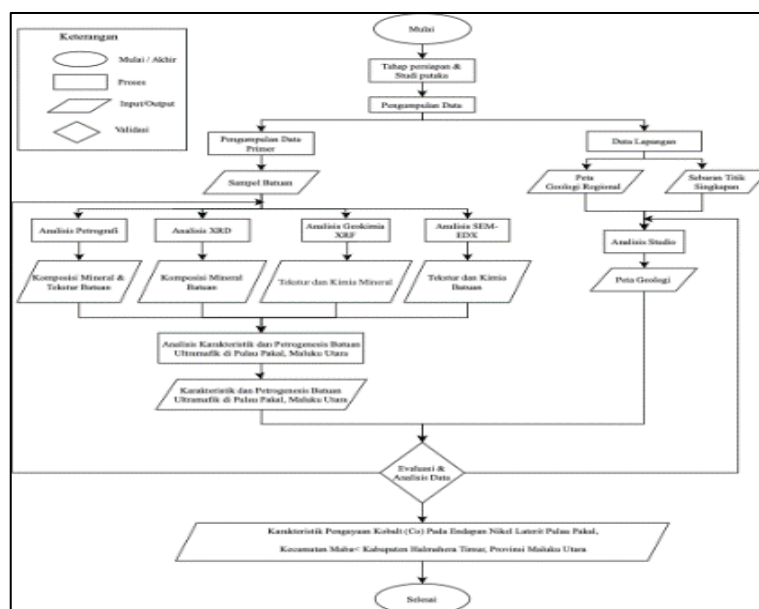 Keterangan
Mulai / Akhir
Proses
Input/Output
Validasi
Mulai
Tahap persiapan &
Studi putaka
Pengumpulan Data
Pengumpulan Data
Primer
Data Lapangan
Sampel Batuan
Peta
Geologi Regional
Sebaran Titik
Singkapan
Analisis Petrografi
Analisis XRD
Analisis Geokimia
XRF
Analisis SEM-
EDX
Analisis Studio
Komposisi Mineral &
Tekstur Batuan
Komposisi Mineral
Batuan
Tekstur dan Kimia Mineral
Tekstur dan Kimia
Batuan
Peta Geologi
Analisis Karakteristik dan Petrogenesis Batuan
Ultramafik di Pulau Pakal, Maluku Utara
Karakteristik dan Petrogenesis Batuan
Ultramafik di Pulau Pakal, Maluku Utara
Evaluasi &
Analisis Data
Karakteristik Pengayaan Kobalt (Co) Pada Endapan Nikel Laterit Pulau Pakal,
Kecamatan Maba< Kabupaten Halmahera Timur, Provinsi Maluku Utara
Selesai